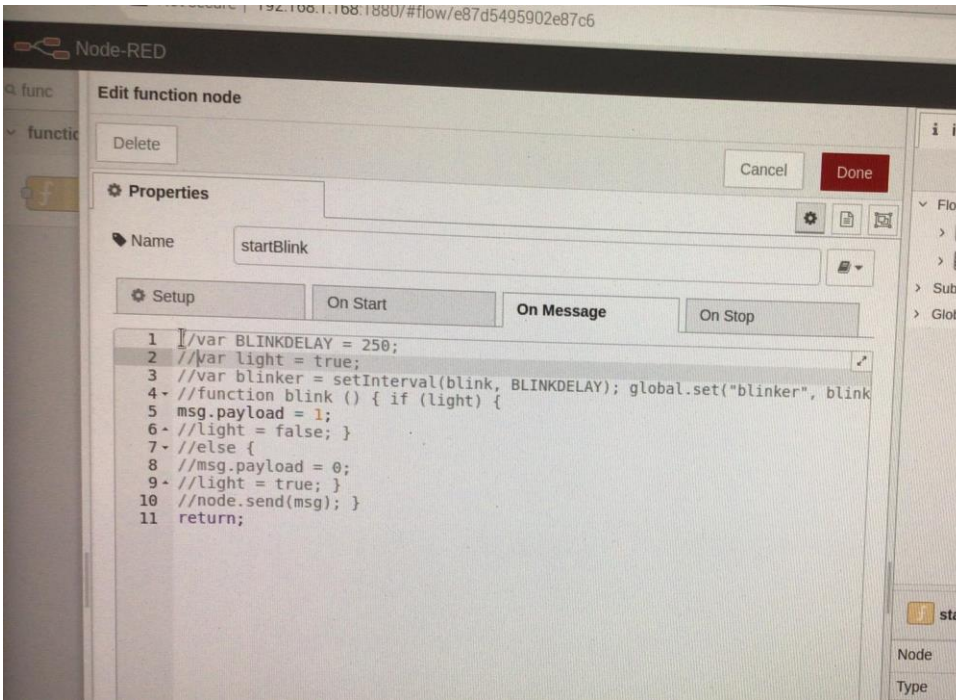 192.168.1.168:1880/#flow/e87d5495902e87c6
Node-RED
func
Edit function node
functio
i i
Delete
Cancel
Done
Properties
Flo
Name
startBlink
Sub
Setup
On Start
On Message
On Stop
Glob
1 //var BLINKDELAY = 250;
2 //var light = true;
3 //var blinker = setInterval(blink, BLINKDELAY); global.set("blinker", blink
4 //function blink () { if (light) {
5 msg.payload = 1;
6 //light = false; }
7 //else {
8 //msg.payload = 0;
9 //light = true; }
10 //node.send(msg); }
11 return;
f sta
Node
Type